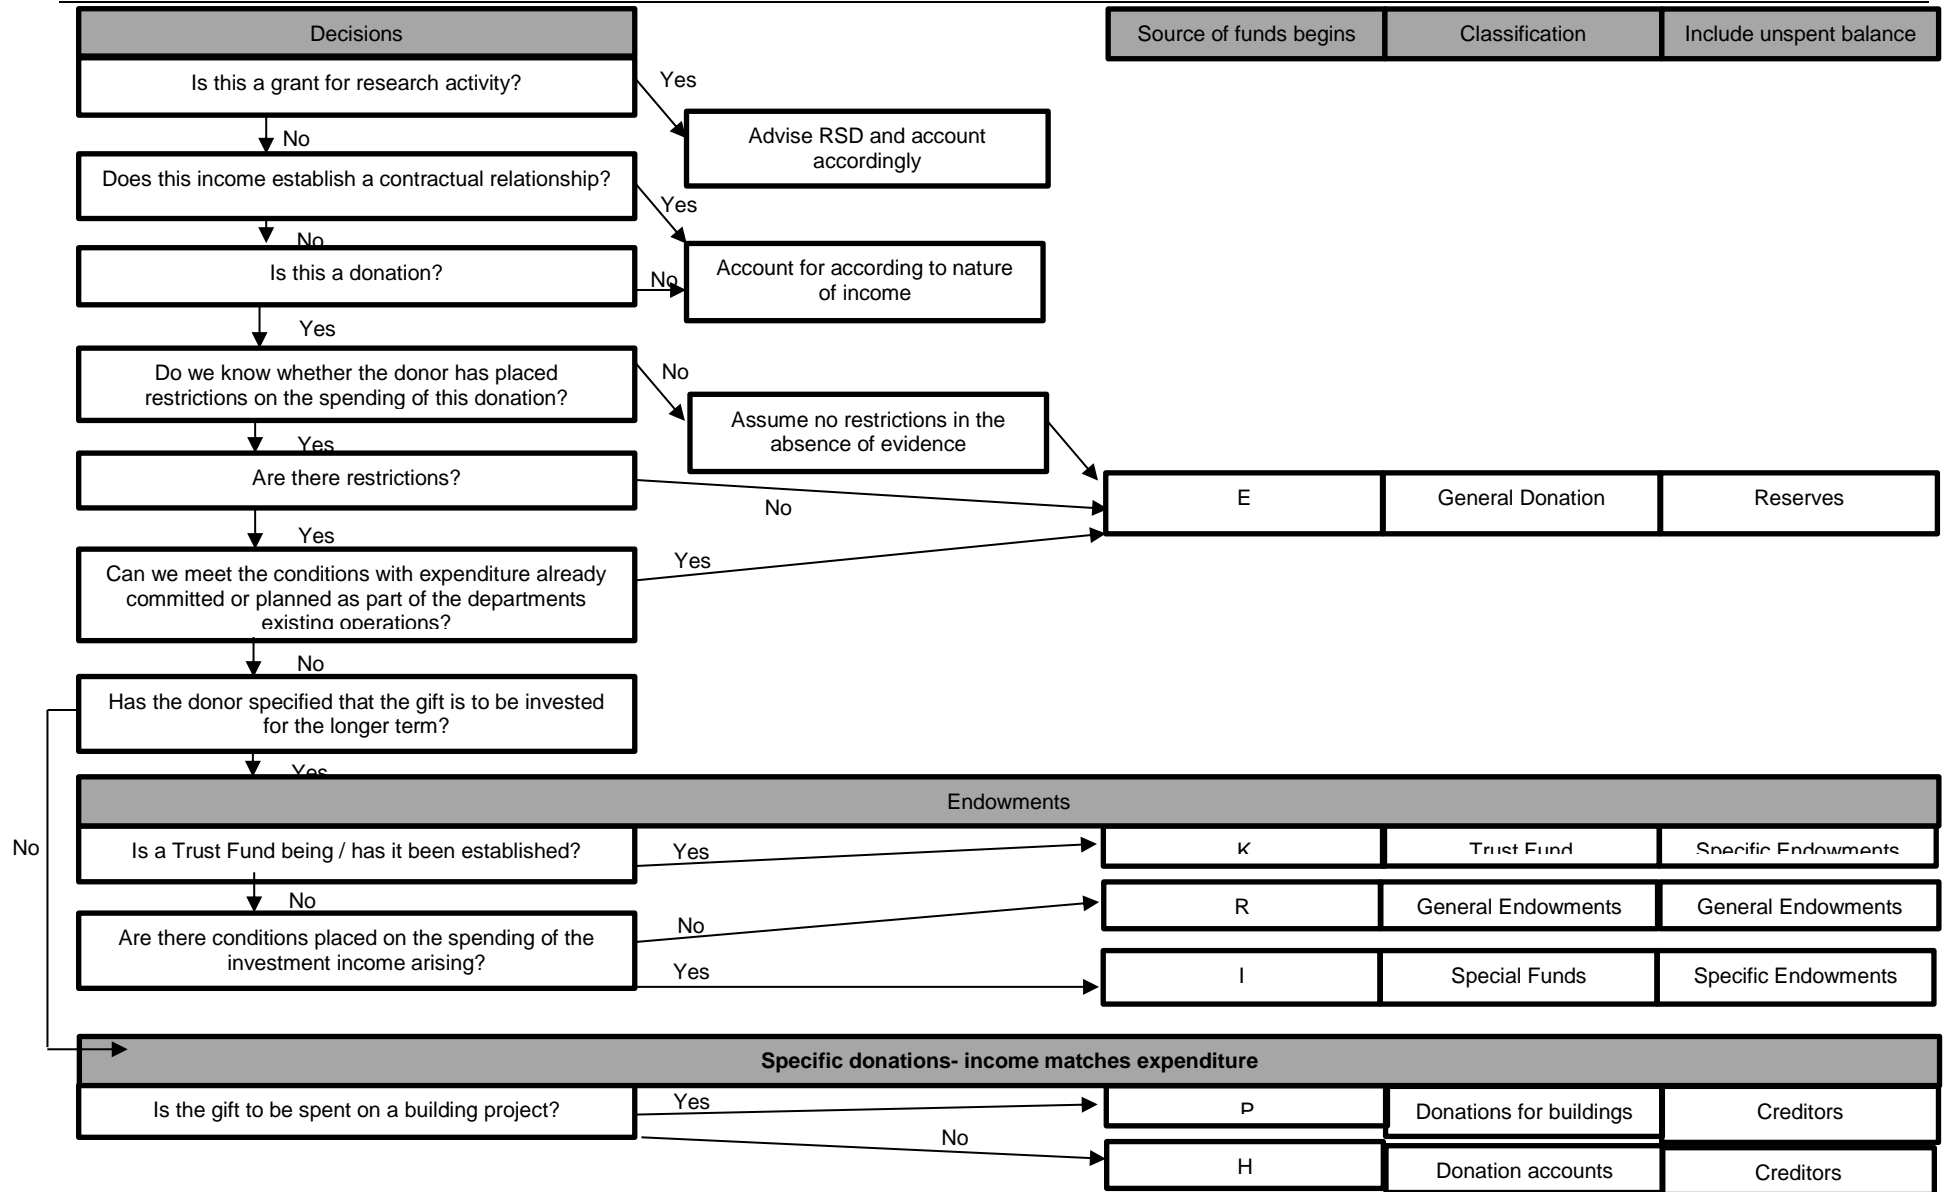 Decisions
Source of funds begins
Classification
Include unspent balance
Is this a grant for research activity?
Yes
Advise RSD and account
accordingly
No
Does this income establish a contractual relationship?
Yes
No
Is this a donation?
No
Account for according to nature
of income
Yes
Do we know whether the donor has placed
restrictions on the spending of this donation?
No
Assume no restrictions in the
absence of evidence
Yes
Are there restrictions?
No
E
General Donation
Reserves
Yes
Can we meet the conditions with expenditure already
committed or planned as part of the departments
existing operations?
Yes
No
Has the donor specified that the gift is to be invested
for the longer term?
Yes
No
Endowments
Is a Trust Fund being / has it been established?
Yes
K
Trust Fund
Specific Endowments
No
R
General Endowments
General Endowments
Are there conditions placed on the spending of the
investment income arising?
No
Yes
I
Special Funds
Specific Endowments
Specific donations- income matches expenditure
Is the gift to be spent on a building project?
Yes
P
Donations for buildings
Creditors
No
H
Donation accounts
Creditors